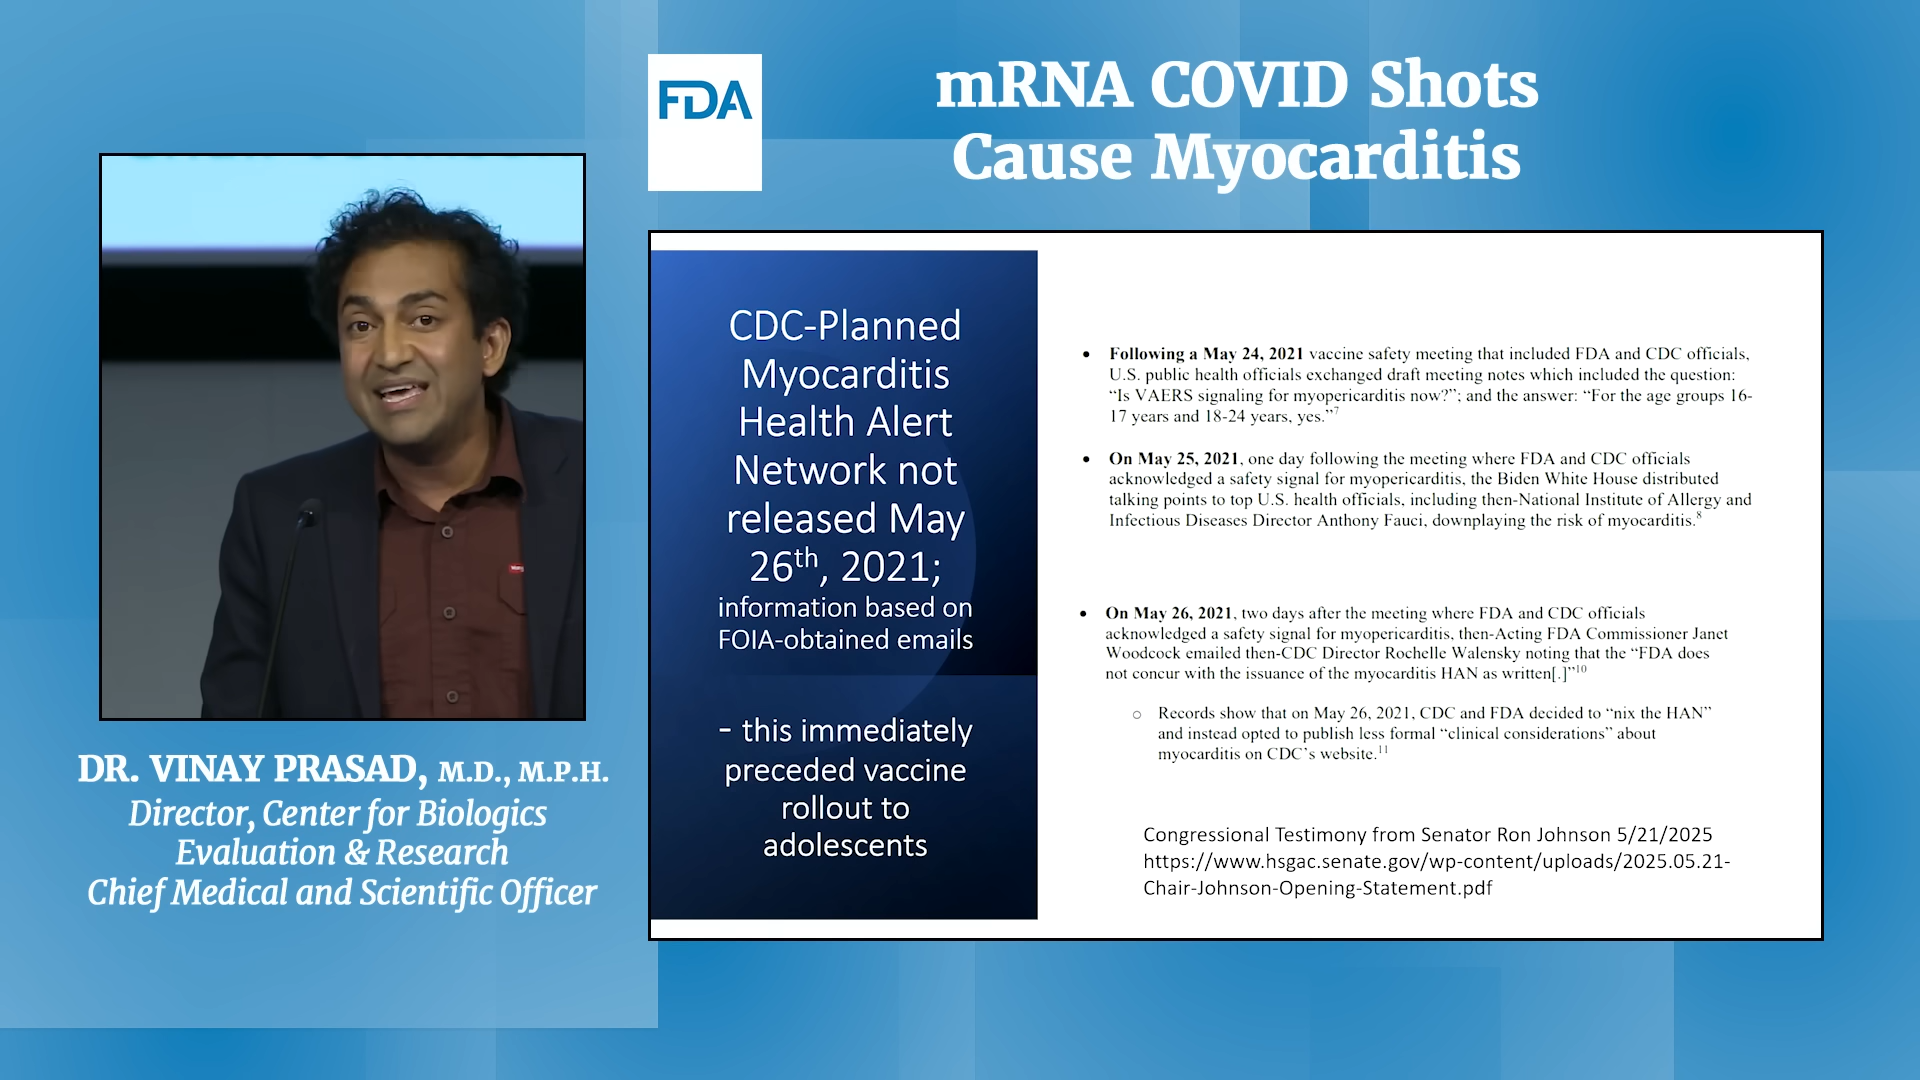 FDA
mRNA COVID Shots
Cause Myocarditis
CDC-Planned
Myocarditis
Health Alert
Network not
released May
26th, 2021;
information based on
FOIA-obtained emails
- this immediately
preceded vaccine
rollout to
adolescents
• Following a May 24, 2021 vaccine safety meeting that included FDA and CDC officials,
U.S. public health officials exchanged draft meeting notes which included the question:
“Is VAERS signaling for myopericarditis now?”; and the answer: “For the age groups 16-
17 years and 18-24 years, yes.”7
• On May 25, 2021, one day following the meeting where FDA and CDC officials
acknowledged a safety signal for myopericarditis, the Biden White House distributed
talking points to top U.S. health officials, including then-National Institute of Allergy and
Infectious Diseases Director Anthony Fauci, downplaying the risk of myocarditis.8
• On May 26, 2021, two days after the meeting where FDA and CDC officials
acknowledged a safety signal for myopericarditis, then-Acting FDA Commissioner Janet
Woodcock emailed then-CDC Director Rochelle Walensky noting that the “FDA does
not concur with the issuance of the myocarditis HAN as written[.]”10
○ Records show that on May 26, 2021, CDC and FDA decided to “nix the HAN”
and instead opted to publish less formal “clinical considerations” about
myocarditis on CDC’s website.11
Congressional Testimony from Senator Ron Johnson 5/21/2025
https://www.hsgac.senate.gov/wp-content/uploads/2025.05.21-
Chair-Johnson-Opening-Statement.pdf
DR. VINAY PRASAD, M.D., M.P.H.
Director, Center for Biologics
Evaluation & Research
Chief Medical and Scientific Officer